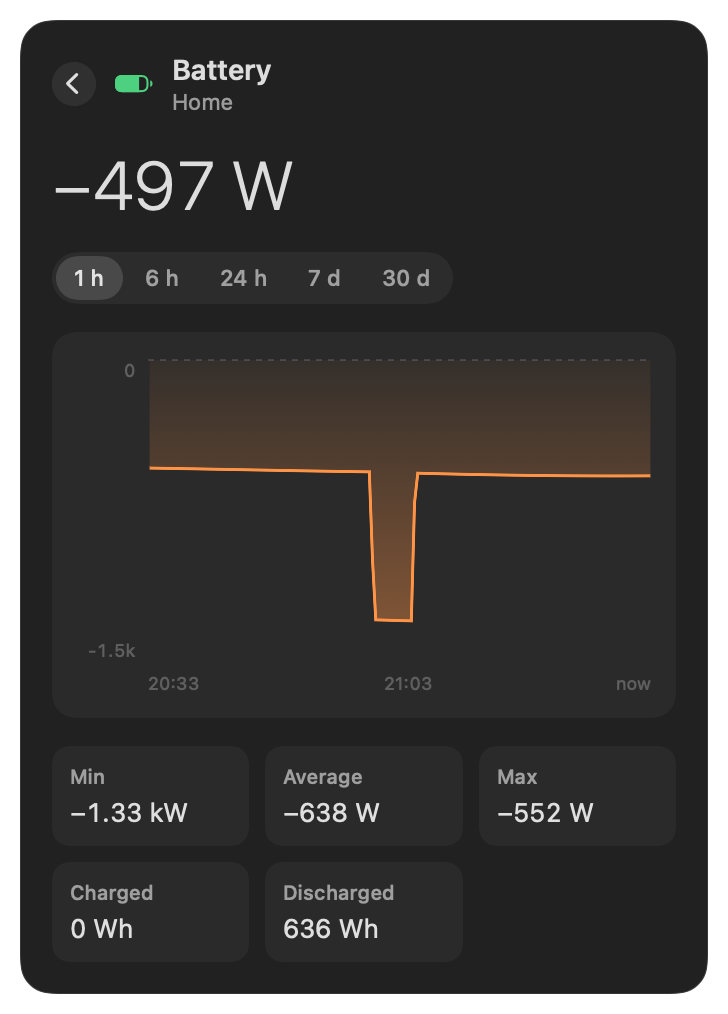 Battery
Home
–497 W
1 h 6 h 24 h 7 d 30 d
0
-1.5k
20:33 21:03 now
Min Average Max
–1.33 kW –638 W –552 W
Charged Discharged
0 Wh 636 Wh